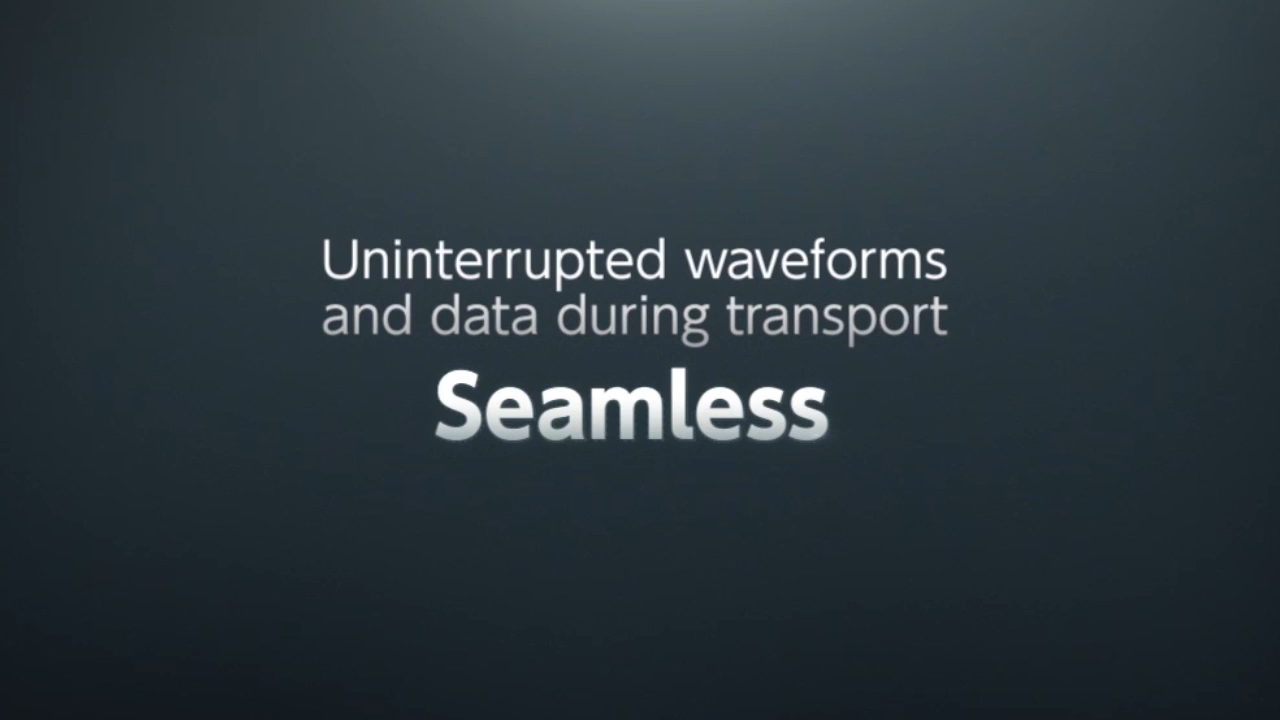 Uninterrupted waveforms
and data during transport
Seamless